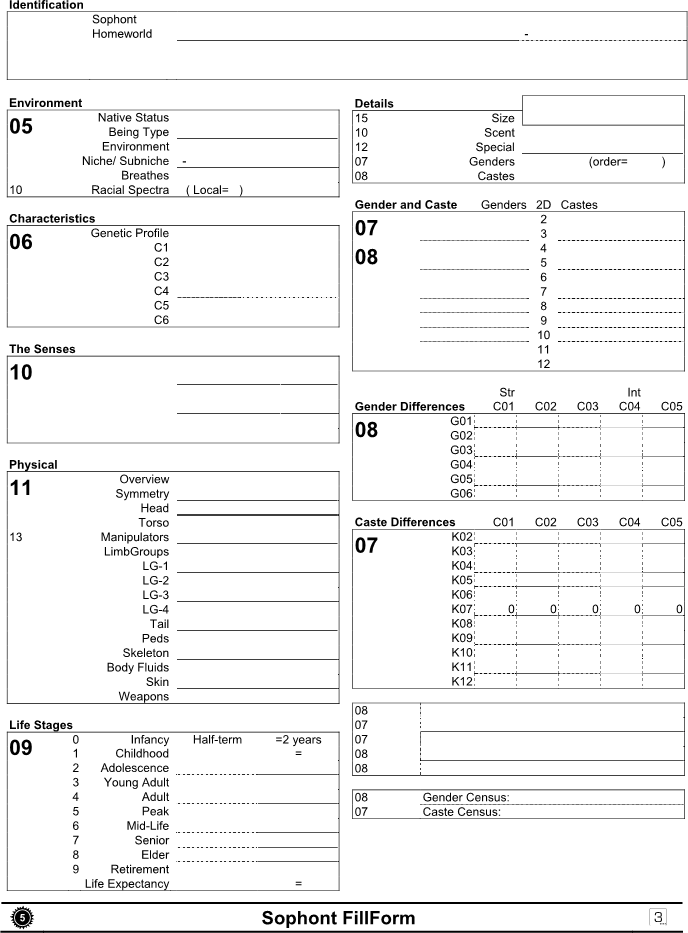 Identification
Sophont
Homeworld -
Environment
05
Native Status
Being Type
Environment
Niche/ Subniche -
Breathes
10 Racial Spectra ( Local= )
Characteristics
06
Genetic Profile
C1
C2
C3
C4
C5
C6
The Senses
10
Physical
11
Overview
Symmetry
Head
Torso
13 Manipulators
LimbGroups
LG-1
LG-2
LG-3
LG-4
Tail
Peds
Skeleton
Body Fluids
Skin
Weapons
Life Stages
09
0 Infancy Half-term =2 years
1 Childhood =
2 Adolescence
3 Young Adult
4 Adult
5 Peak
6 Mid-Life
7 Senior
8 Elder
9 Retirement
Life Expectancy =
Details
15 Size
10 Scent
12 Special
07 Genders (order= )
08 Castes
Gender and Caste Genders 2D Castes
07
08
2
3
4
5
6
7
8
9
10
11
12
Str Int
Gender Differences C01 C02 C03 C04 C05
08
G01
G02
G03
G04
G05
G06
Caste Differences C01 C02 C03 C04 C05
07
K02
K03
K04
K05
K06
K07 0 0 0 0 0
K08
K09
K10
K11
K12
08
07
07
08
08
08 Gender Census:
07 Caste Census:
5 Sophont FillForm 3...